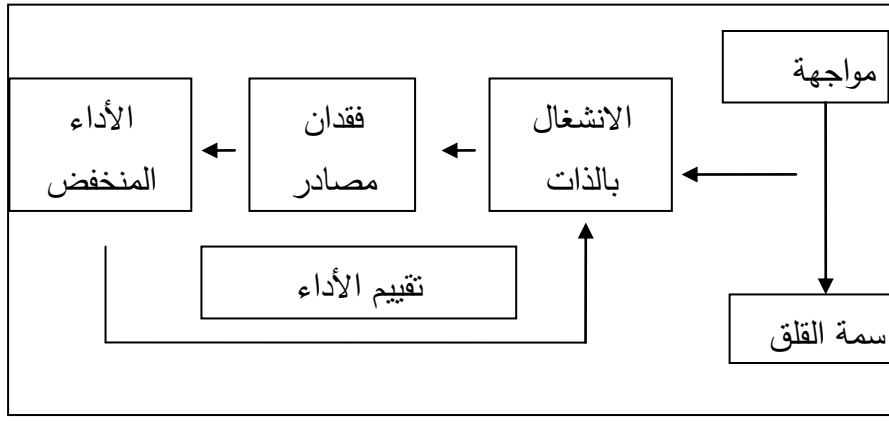 مواجهة
الانشغال
بالذات
فقدان
مصادر
الأداء
المنخفض
تقييم الأداء
سمة القلق